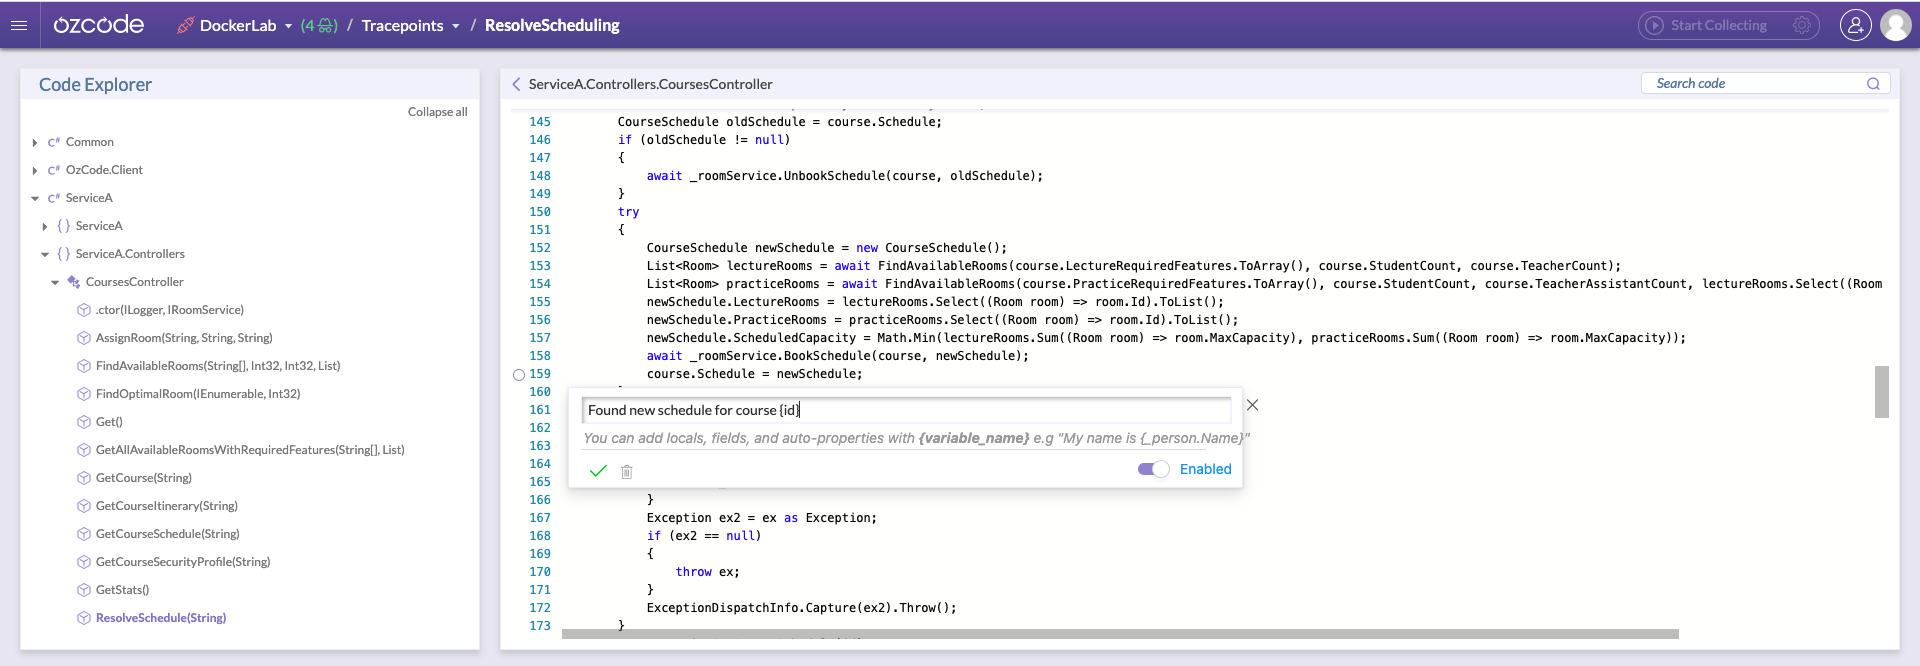 ozcode
DockerLab (4) / Tracepoints / ResolveScheduling
Start Collecting
Code Explorer
Collapse all
C# Common
C# OzCode.Client
C# ServiceA
{} ServiceA
{} ServiceA.Controllers
CoursesController
.ctor(ILogger, IRoomService)
AssignRoom(String, String, String)
FindAvailableRooms(String[], Int32, Int32, List)
FindOptimalRoom(IEnumerable, Int32)
Get()
GetAllAvailableRoomsWithRequiredFeatures(String[], List)
GetCourse(String)
GetCourseItinerary(String)
GetCourseSchedule(String)
GetCourseSecurityProfile(String)
GetStats()
ResolveSchedule(String)
ServiceA.Controllers.CoursesController
Search code
145 CourseSchedule oldSchedule = course.Schedule;
146 if (oldSchedule != null)
147 {
148 await _roomService.UnbookSchedule(course, oldSchedule);
149 }
150 try
151 {
152 CourseSchedule newSchedule = new CourseSchedule();
153 List<Room> lectureRooms = await FindAvailableRooms(course.LectureRequiredFeatures.ToArray(), course.StudentCount, course.TeacherCount);
154 List<Room> practiceRooms = await FindAvailableRooms(course.PracticeRequiredFeatures.ToArray(), course.StudentCount, course.TeacherAssistantCount, lectureRooms.Select((Room
155 newSchedule.LectureRooms = lectureRooms.Select((Room room) => room.Id).ToList();
156 newSchedule.PracticeRooms = practiceRooms.Select((Room room) => room.Id).ToList();
157 newSchedule.ScheduledCapacity = Math.Min(lectureRooms.Sum((Room room) => room.MaxCapacity), practiceRooms.Sum((Room room) => room.MaxCapacity));
158 await _roomService.BookSchedule(course, newSchedule);
159 course.Schedule = newSchedule;
160
161
162
163
164
165
Found new schedule for course {id}
You can add locals, fields, and auto-properties with {variable_name} e.g "My name is {_person.Name}"
Enabled
166 }
167 Exception ex2 = ex as Exception;
168 if (ex2 == null)
169 {
170 throw ex;
171 }
172 ExceptionDispatchInfo.Capture(ex2).Throw();
173 }